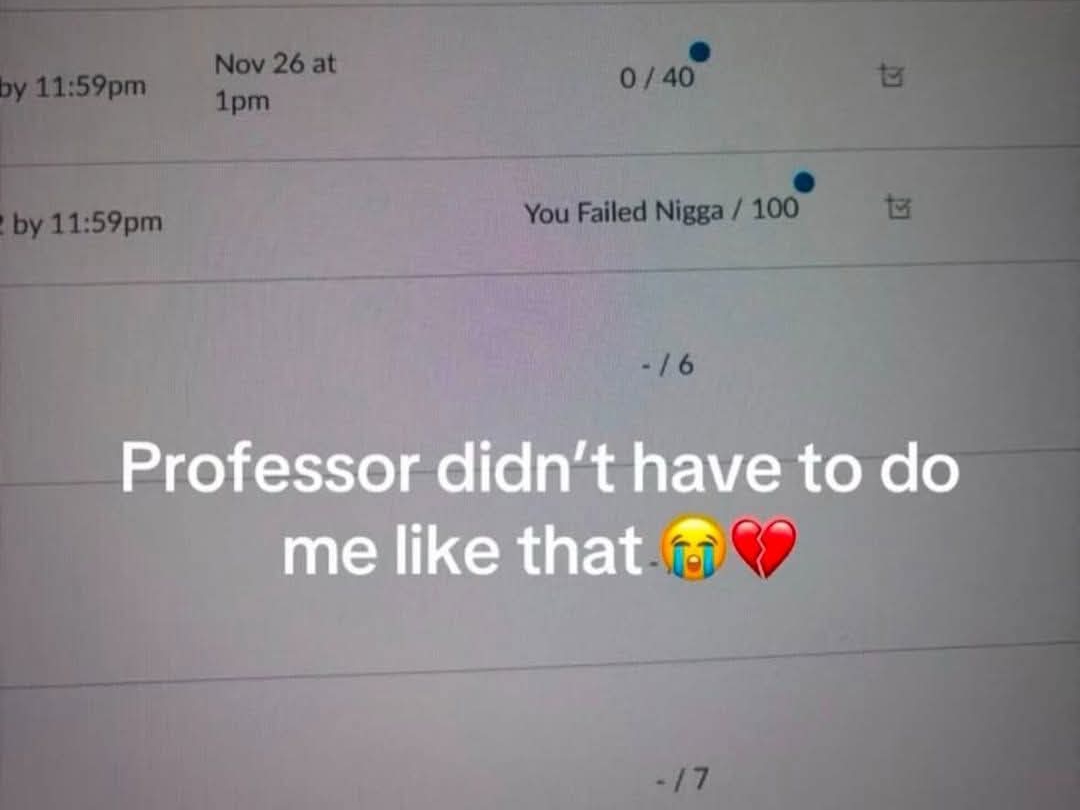 by 11:59pm
Nov 26 at
1pm
0 / 40
by 11:59pm
You Failed Nigga / 100
- / 6
Professor didn't have to do
me like that 😭💔
- / 7